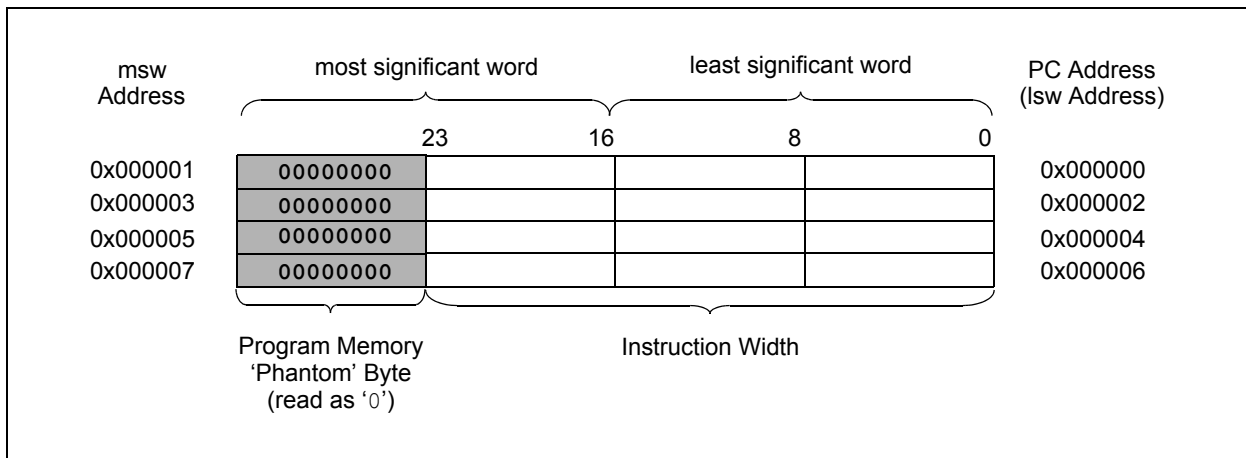 msw
Address
most significant word
least significant word
PC Address
(lsw Address)
23
16
8
0
0x000001
00000000
0x000000
0x000003
00000000
0x000002
0x000005
00000000
0x000004
0x000007
00000000
0x000006
Program Memory
‘Phantom’ Byte
(read as ‘0’)
Instruction Width